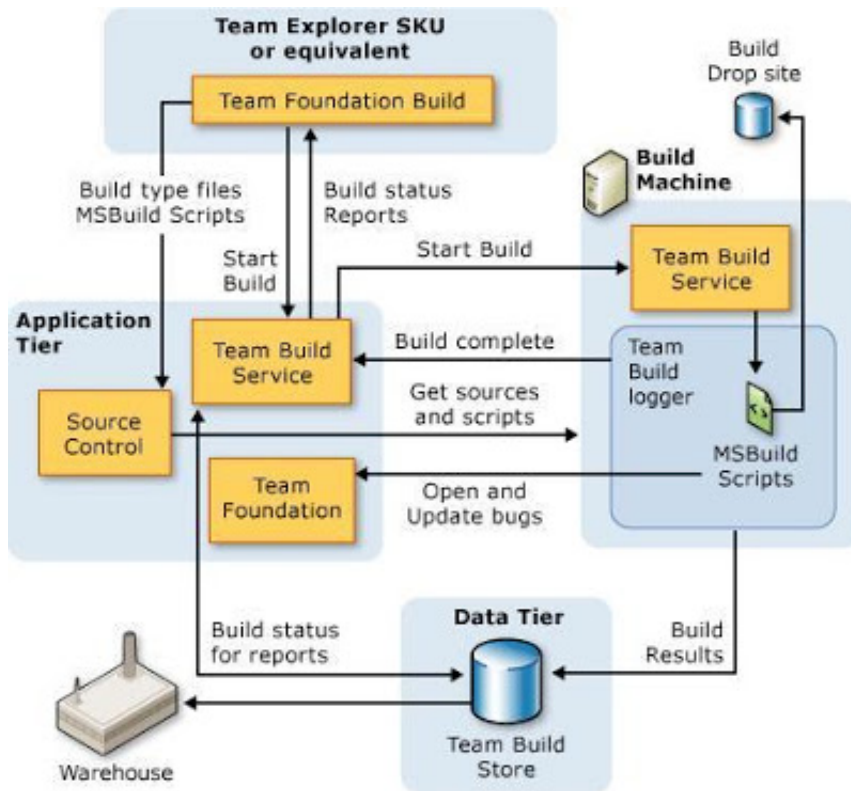 Team Explorer SKU
or equivalent
Team Foundation Build
Build
Drop site
Build
Machine
Build type files
MSBuild Scripts
Build status
Reports
Start
Build
Start Build
Team Build
Service
Application
Tier
Team Build
Service
Build complete
Team
Build
logger
Source
Control
Get sources
and scripts
MSBuild
Scripts
Team
Foundation
Open and
Update bugs
Build status
for reports
Data Tier
Build
Results
Team Build
Store
Warehouse